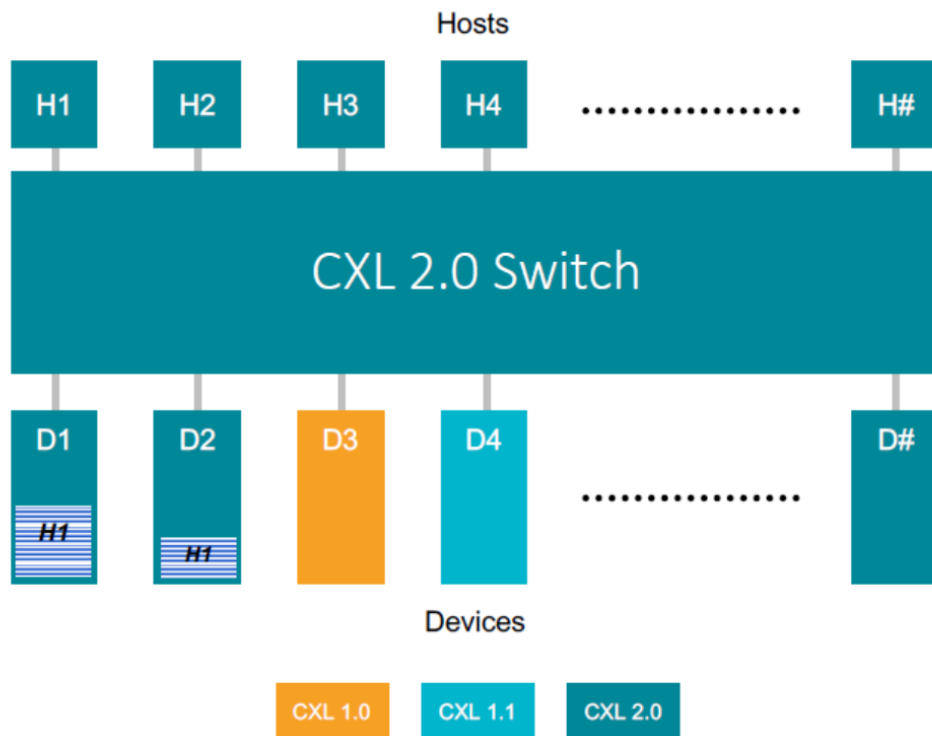 Hosts
H1 H2 H3 H4 H#
CXL 2.0 Switch
D1 D2 D3 D4 D#
H1 H1
Devices
CXL 1.0 CXL 1.1 CXL 2.0